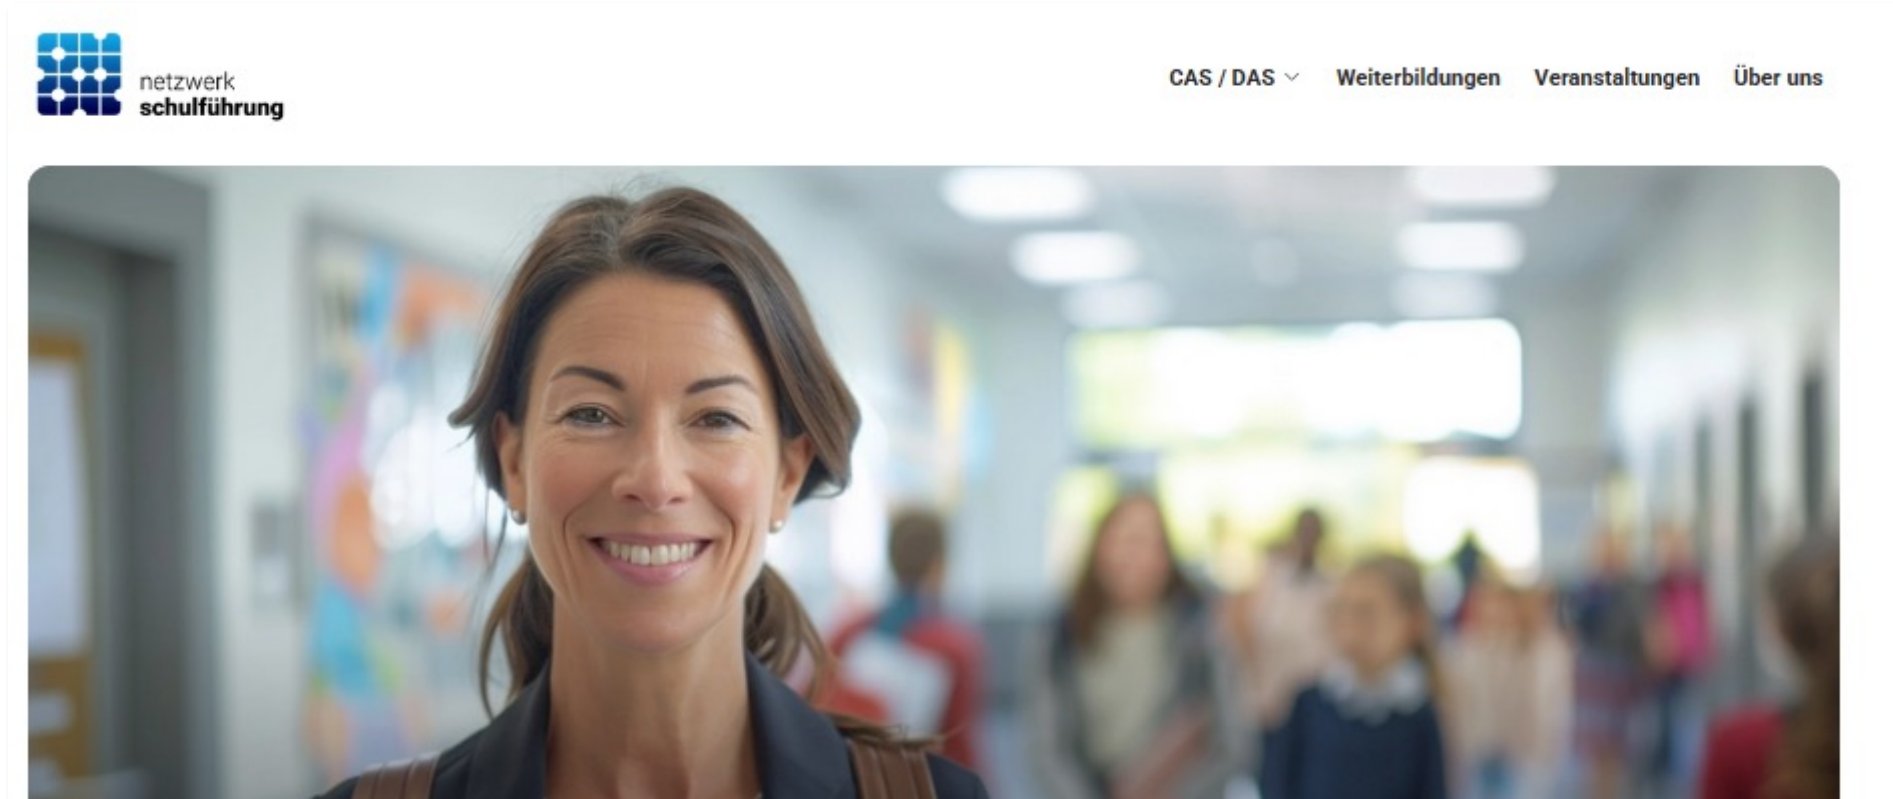 netzwerk
schulführung
CAS / DAS Weiterbildungen Veranstaltungen Über uns